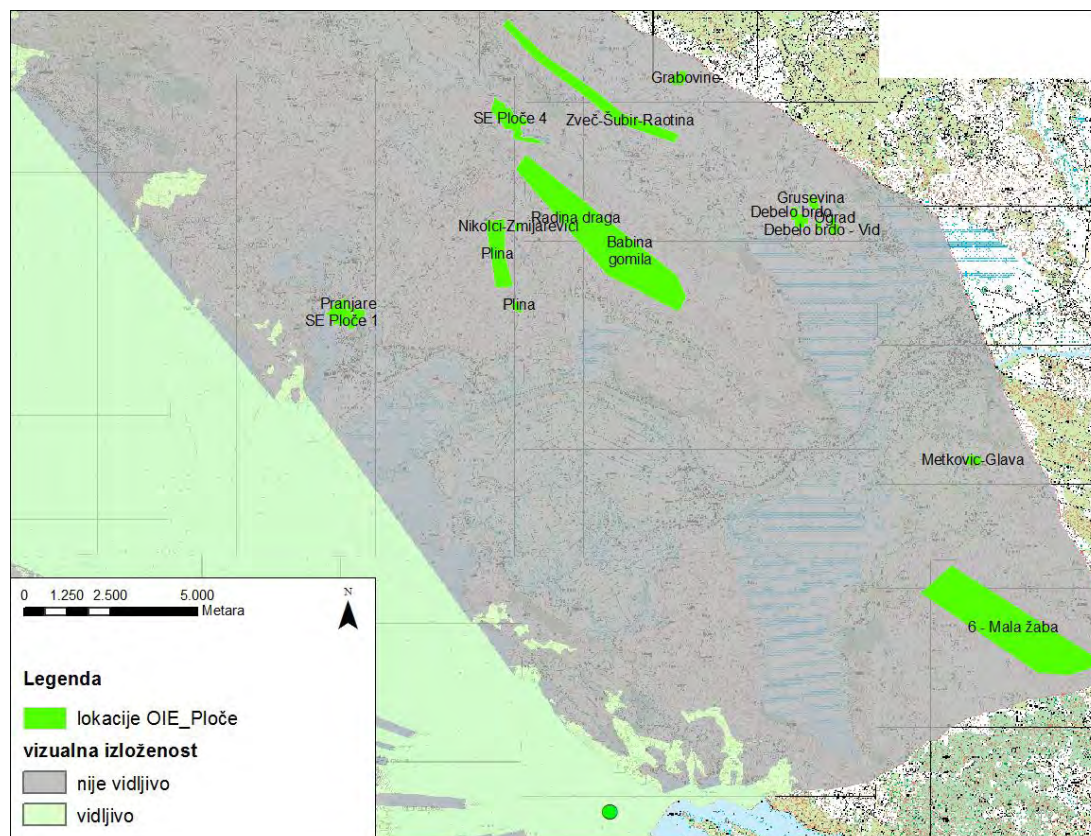 Grabovine
SE Ploče 4
Zveč-Šubir-Raotina
Grusevina
Debelo brdo
Ograd
Debelo brdo - Vid
Radina draga
Nikolci-Zmijarevići
Babina
gomila
Plina
Pranjare
SE Ploče 1
Plina
Metkovic-Glava
6 - Mala žaba
0 1.250 2.500 5.000
Metara
N
Legenda
lokacije OIE_Ploče
vizualna izloženost
nije vidljivo
vidljivo